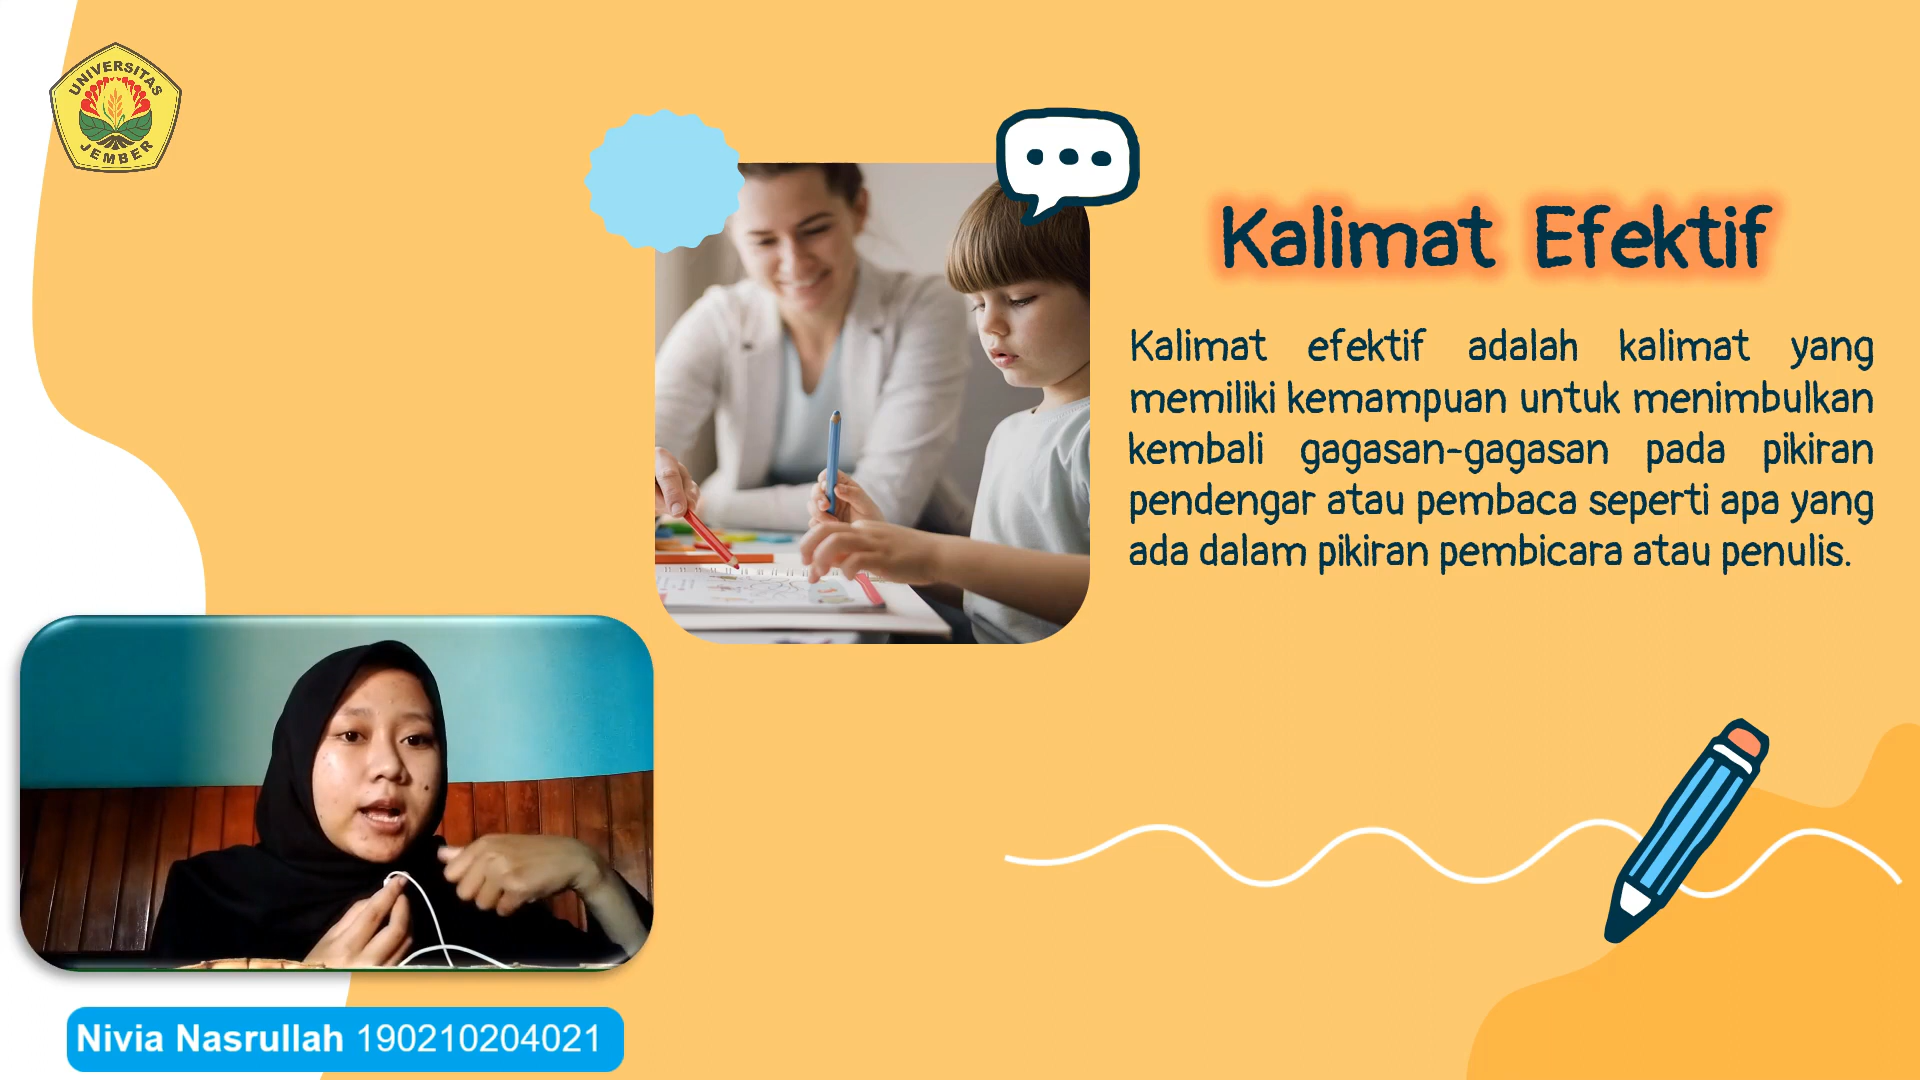 UNIVERSITAS
JEMBER
Kalimat Efektif
Kalimat efektif adalah kalimat yang
memiliki kemampuan untuk menimbulkan
kembali gagasan-gagasan pada pikiran
pendengar atau pembaca seperti apa yang
ada dalam pikiran pembicara atau penulis.
Nivia Nasrullah 190210204021